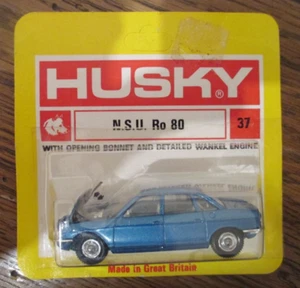 HUSKY®
N.S.U. Ro 80
37
WITH OPENING BONNET AND DETAILED WANKEL ENGINE
Made in Great Britain